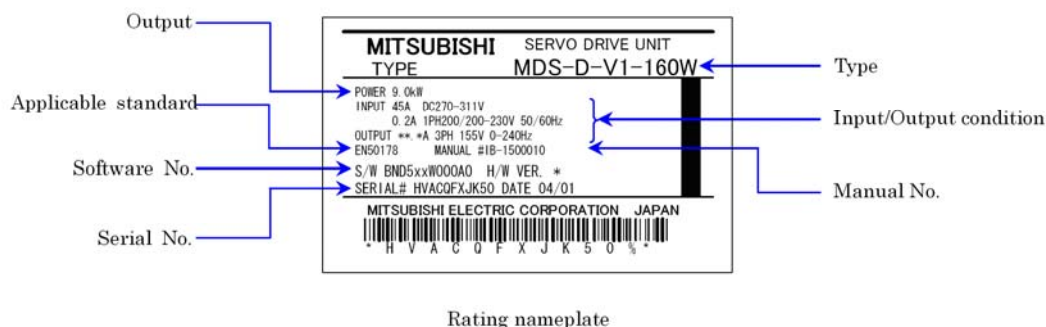 Output
Applicable standard
Software No.
Serial No.
MITSUBISHI SERVO DRIVE UNIT
TYPE MDS-D-V1-160W
POWER 9.0kW
INPUT 45A DC270-311V
0.2A 1PH200/200-230V 50/60Hz
OUTPUT **.*A 3PH 155V 0-240Hz
EN50178 MANUAL #IB-1500010
S/W BND5xxW000A0 H/W VER. *
SERIAL# HVACQFXJK50 DATE 04/01
MITSUBISHI ELECTRIC CORPORATION JAPAN
* H V A C Q F X J K 5 0 % *
Type
Input/Output condition
Manual No.
Rating nameplate